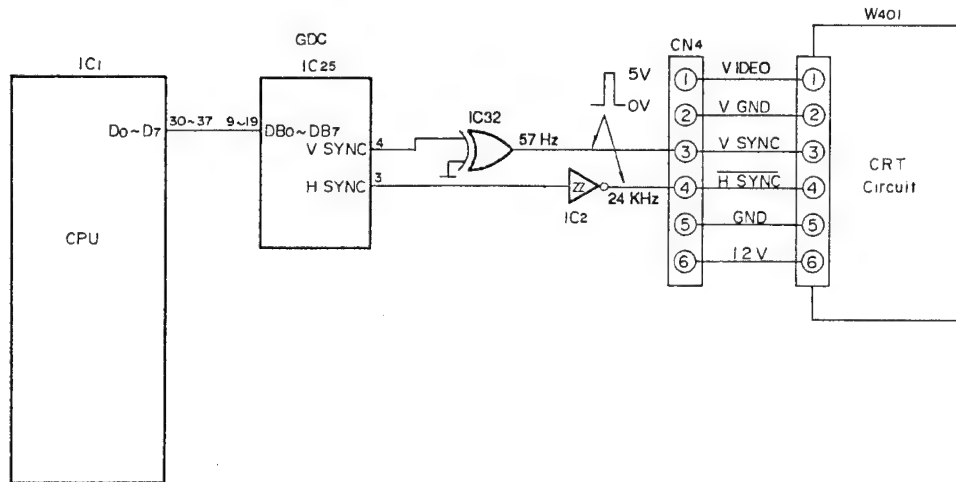 W401
GDC
IC1
IC25
CN4
5V
0V
① VIDEO ①
② V GND ②
IC32
D0~D7 30~37 9~19 DB0~DB7
V SYNC 4
57 Hz
③ V SYNC ③
H SYNC 3
ZZ
24 KHz
④ H SYNC ④
CRT
Circuit
IC2
⑤ GND ⑤
CPU
⑥ 12V ⑥